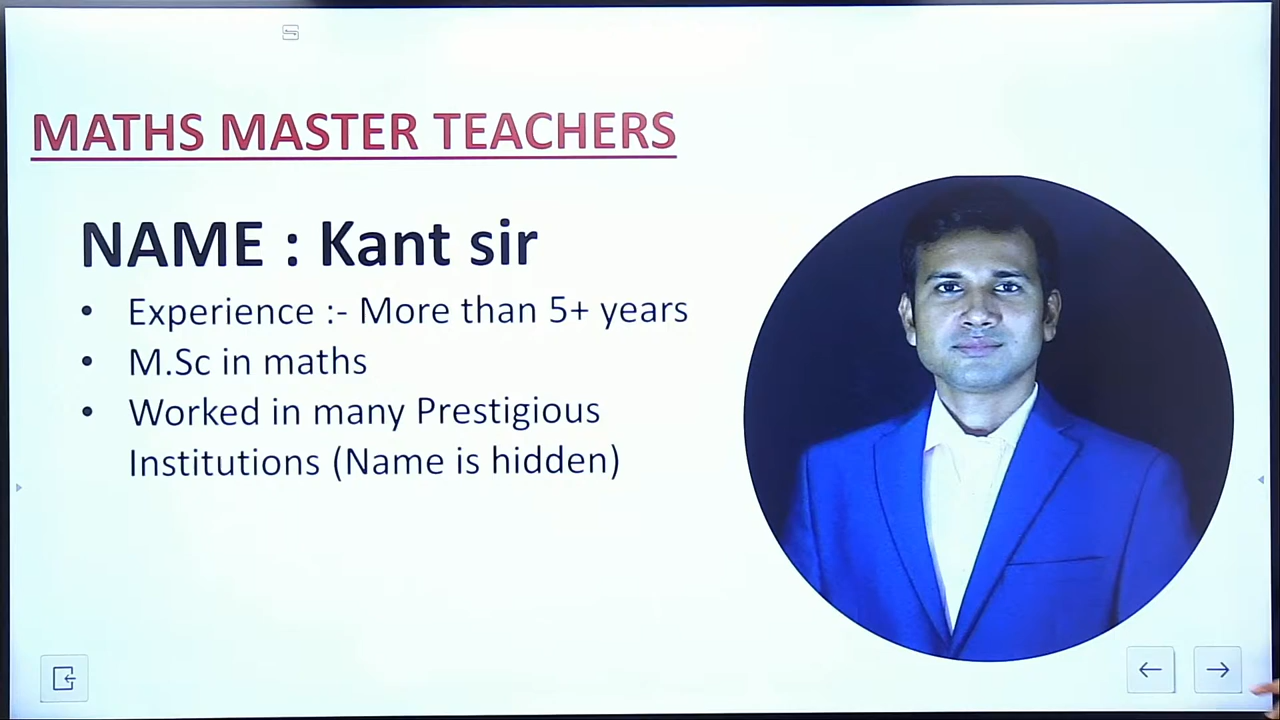 MATHS MASTER TEACHERS
NAME : Kant sir
• Experience :- More than 5+ years
• M.Sc in maths
• Worked in many Prestigious
Institutions (Name is hidden)